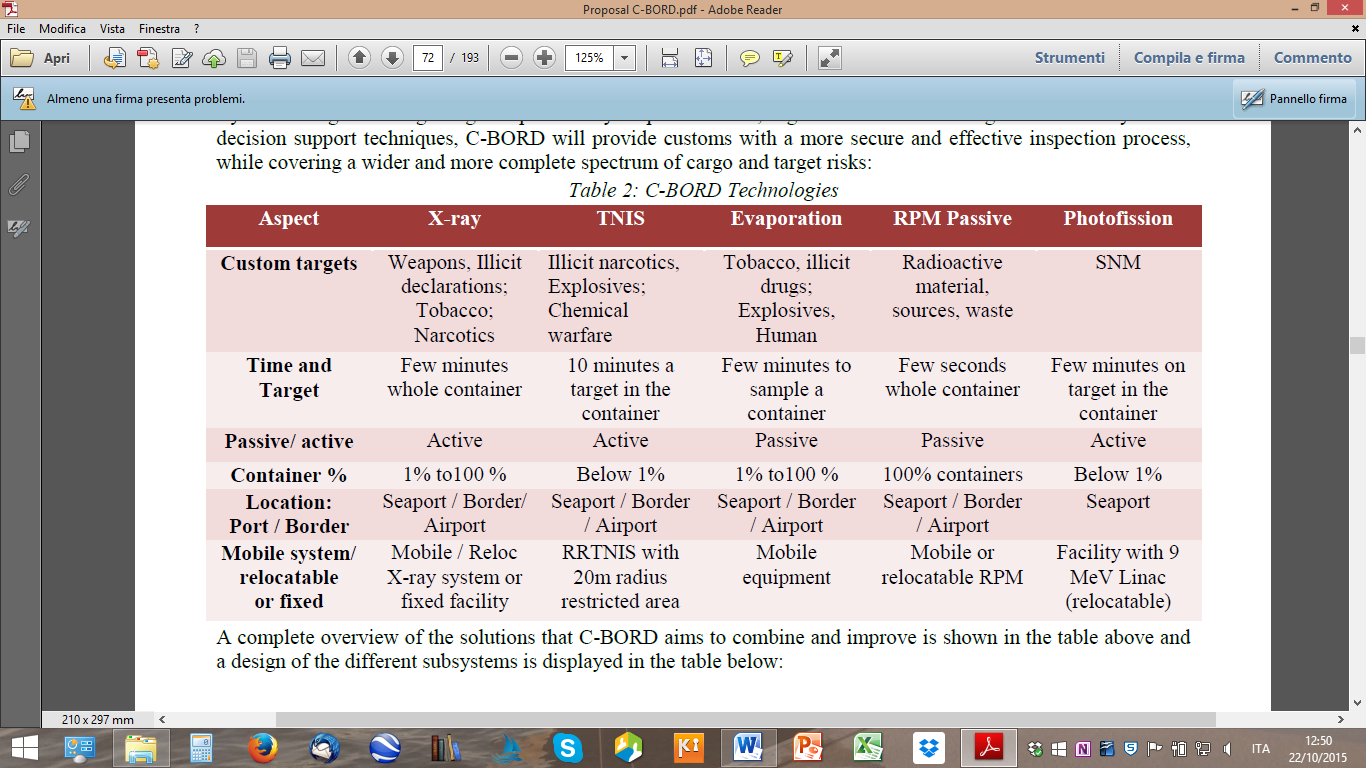 Proposal C-BORD.pdf - Adobe Reader
File Modifica Vista Finestra ?
Apri 72 / 193 125% Strumenti Compila e firma Commento
Almeno una firma presenta problemi. Pannello firma
decision support techniques, C-BORD will provide customs with a more secure and effective inspection process,
while covering a wider and more complete spectrum of cargo and target risks:
Table 2: C-BORD Technologies
Aspect X-ray TNIS Evaporation RPM Passive Photofission
Custom targets Weapons, Illicit Illicit narcotics, Tobacco, illicit Radioactive SNM
declarations; Explosives; drugs; material,
Tobacco; Chemical Explosives, sources, waste
Narcotics warfare Human
Time and Few minutes 10 minutes a Few minutes to Few seconds Few minutes on
Target whole container target in the sample a whole container target in the
container container container
Passive/ active Active Active Passive Passive Active
Container % 1% to100 % Below 1% 1% to100 % 100% containers Below 1%
Location: Seaport / Border/ Seaport / Border Seaport / Border Seaport / Border Seaport
Port / Border Airport / Airport / Airport / Airport
Mobile system/ Mobile / Reloc RRTNIS with Mobile Mobile or Facility with 9
relocatable X-ray system or 20m radius equipment relocatable RPM MeV Linac
or fixed fixed facility restricted area (relocatable)
A complete overview of the solutions that C-BORD aims to combine and improve is shown in the table above and
a design of the different subsystems is displayed in the table below:
210 x 297 mm
ITA 12:50
22/10/2015